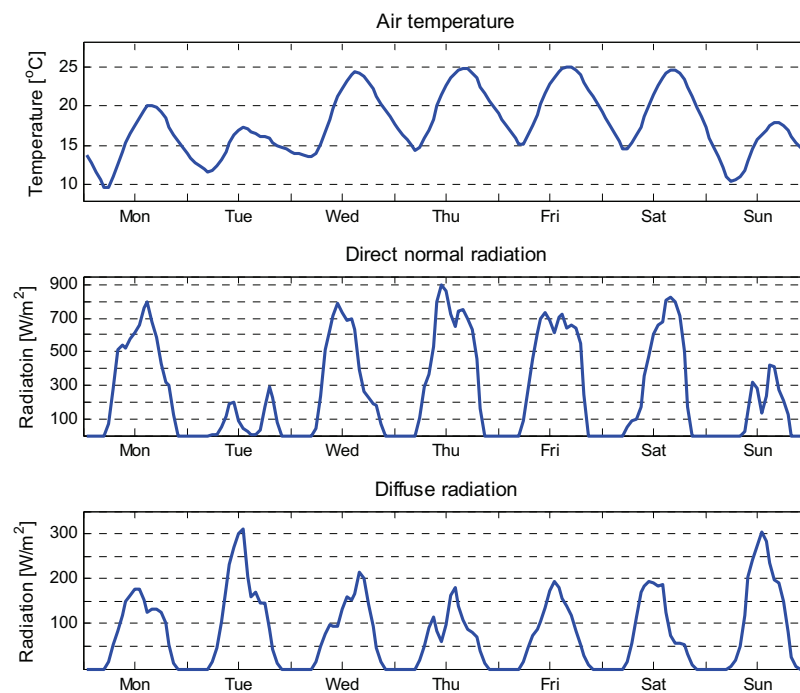 Air temperature
Temperature [°C]
25
20
15
10
Mon Tue Wed Thu Fri Sat Sun
Direct normal radiation
Radiatoin [W/m²]
900
700
500
300
100
Mon Tue Wed Thu Fri Sat Sun
Diffuse radiation
Radiation [W/m²]
300
200
100
Mon Tue Wed Thu Fri Sat Sun